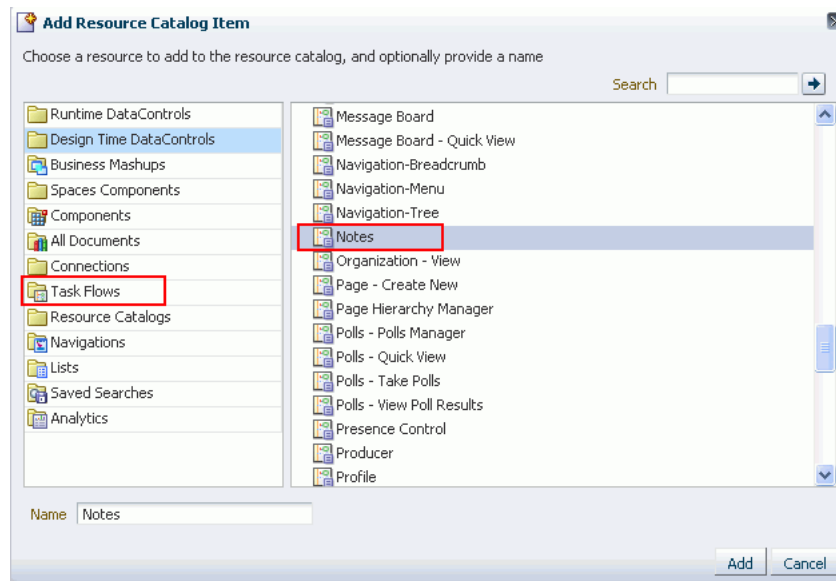 Add Resource Catalog Item
Choose a resource to add to the resource catalog, and optionally provide a name
Search
Runtime DataControls
Design Time DataControls
Business Mashups
Spaces Components
Components
All Documents
Connections
Task Flows
Resource Catalogs
Navigations
Lists
Saved Searches
Analytics
Message Board
Message Board - Quick View
Navigation-Breadcrumb
Navigation-Menu
Navigation-Tree
Notes
Organization - View
Page - Create New
Page Hierarchy Manager
Polls - Polls Manager
Polls - Quick View
Polls - Take Polls
Polls - View Poll Results
Presence Control
Producer
Profile
Name Notes
Add Cancel